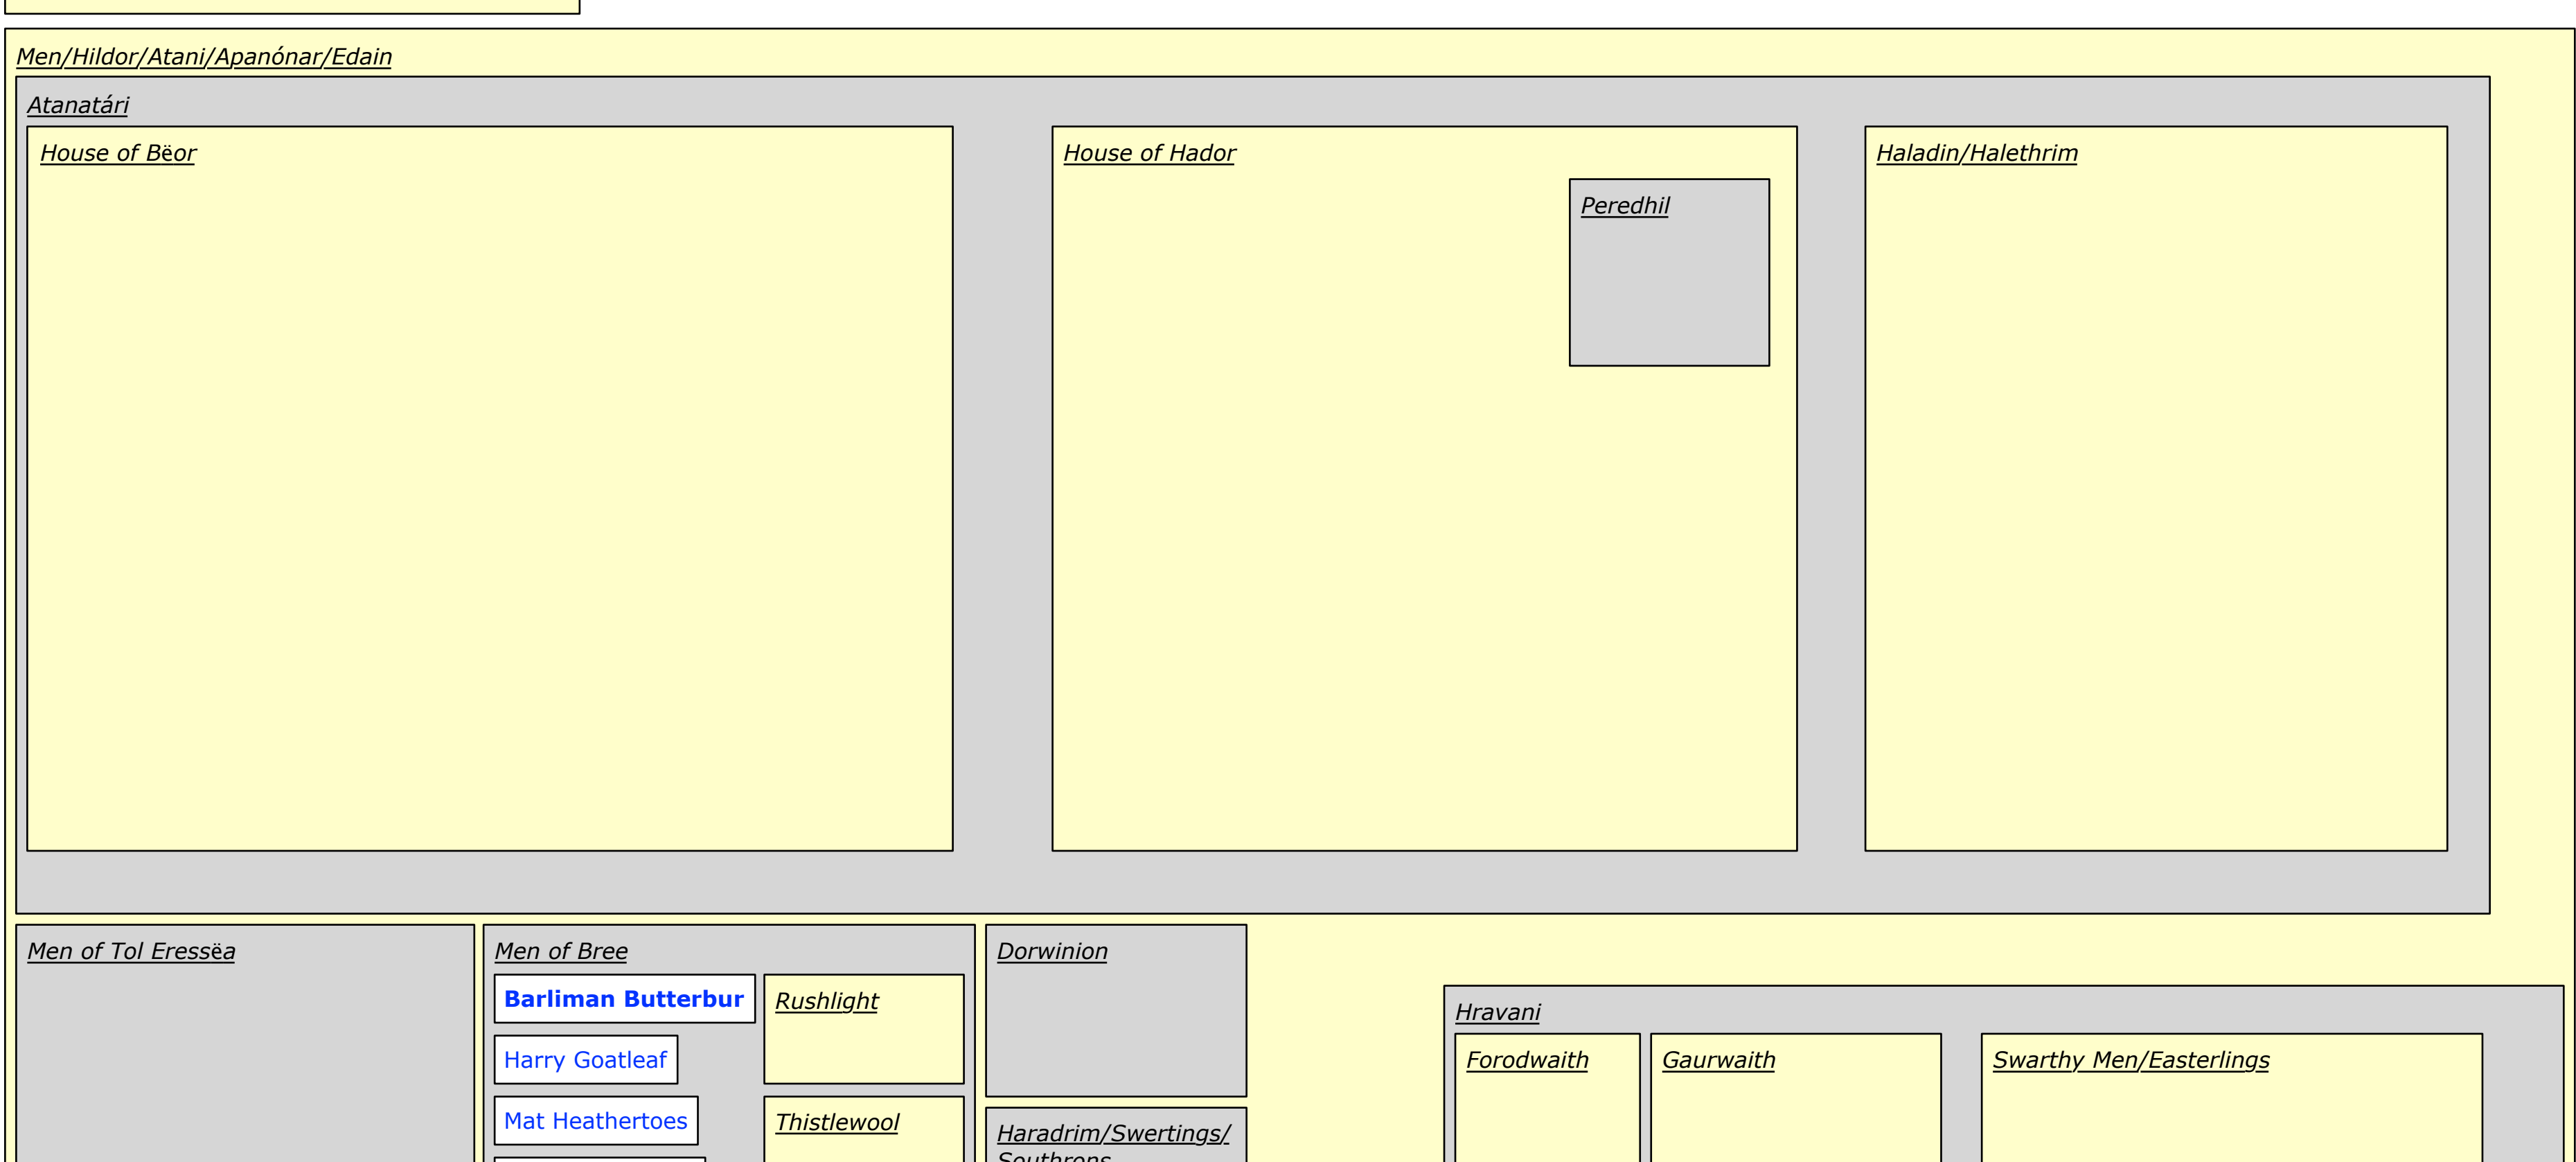 Men/Hildor/Atani/Apanónar/Edain
Atanatári
House of Bëor
House of Hador
Haladin/Halethrim
Peredhil
Men of Tol Eressëa
Men of Bree
Dorwinion
Barliman Butterbur
Rushlight
Hravani
Harry Goatleaf
Forodwaith
Gaurwaith
Swarthy Men/Easterlings
Mat Heathertoes
Thistlewool
Haradrim/Swertings/
Southrons